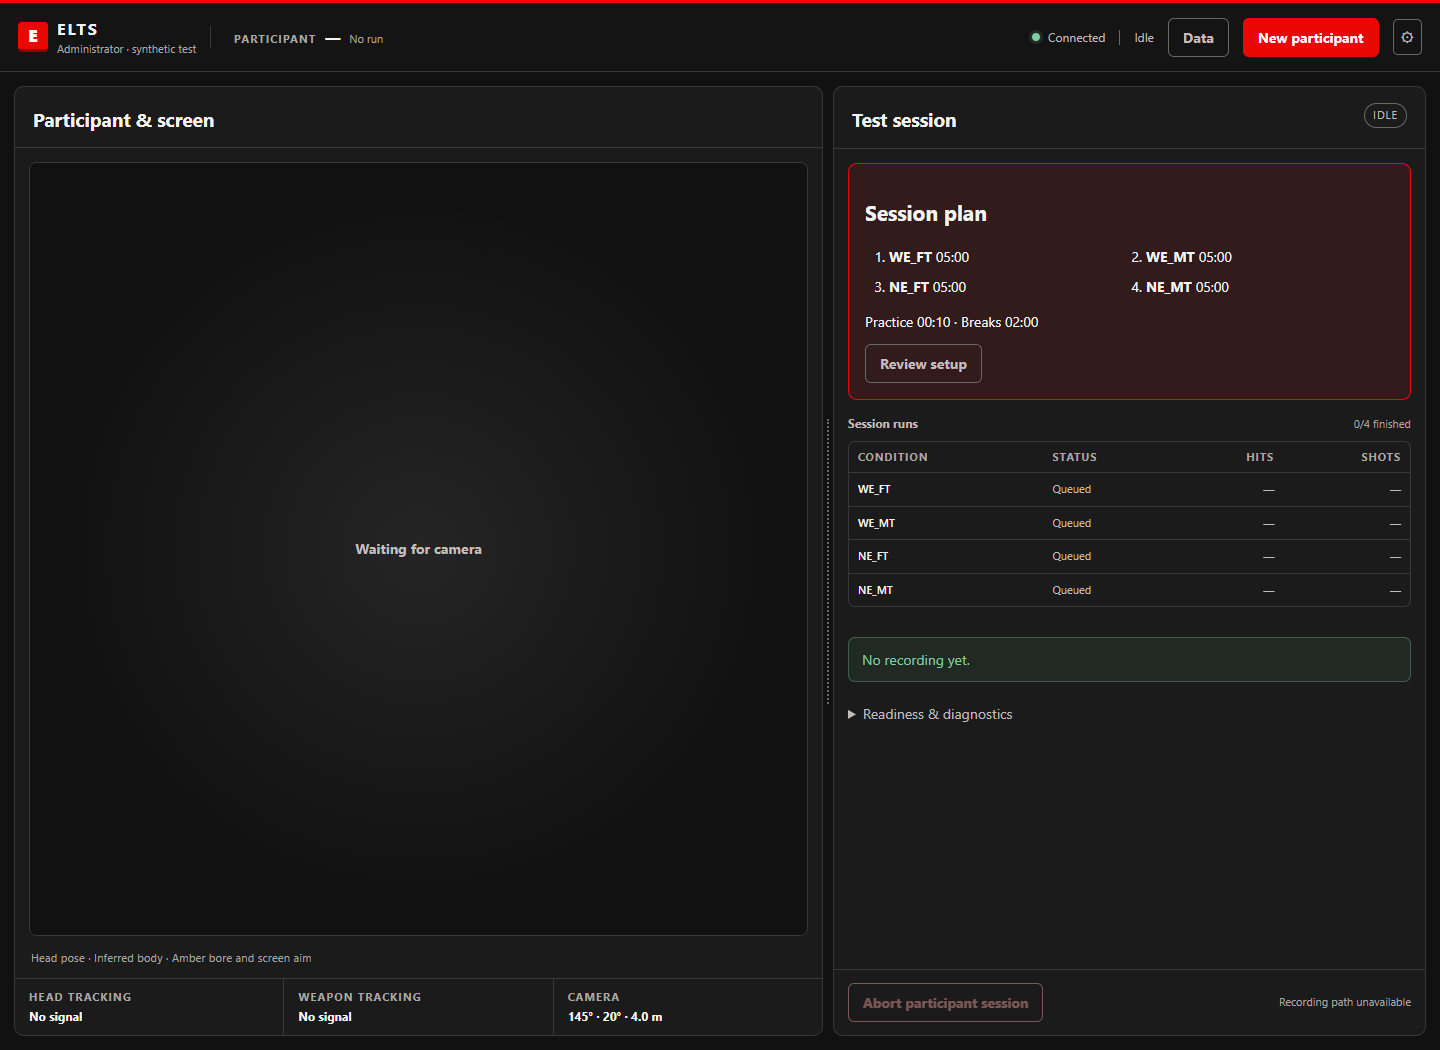 E
ELTS
Administrator · synthetic test
PARTICIPANT — No run
Connected
Idle
Data
New participant
Participant & screen
Waiting for camera
Head pose · Inferred body · Amber bore and screen aim
HEAD TRACKING
No signal
WEAPON TRACKING
No signal
CAMERA
145° · 20° · 4.0 m
Test session
IDLE
Session plan
1. WE_FT 05:00
2. WE_MT 05:00
3. NE_FT 05:00
4. NE_MT 05:00
Practice 00:10 · Breaks 02:00
Review setup
Session runs
0/4 finished
CONDITION STATUS HITS SHOTS
WE_FT Queued — —
WE_MT Queued — —
NE_FT Queued — —
NE_MT Queued — —
No recording yet.
Readiness & diagnostics
Abort participant session
Recording path unavailable